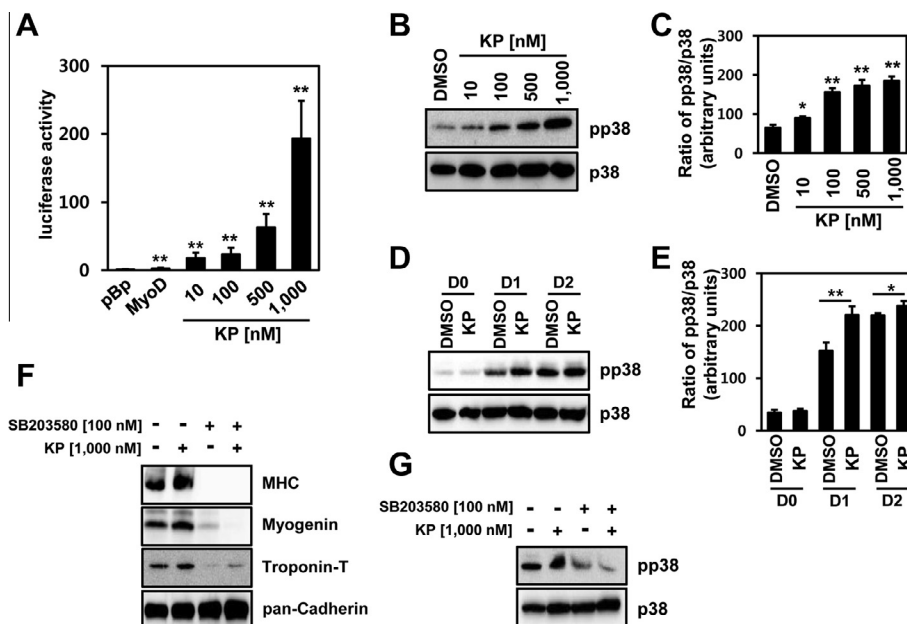 A
luciferase activity
300
200
100
0
pBp
MyoD
10
100
500
1,000
KP [nM]
**
**
**
**
**
B
KP [nM]
DMSO
10
100
500
1,000
pp38
p38
C
Ratio of pp38/p38
(arbitrary units)
300
200
100
0
*
**
**
**
DMSO
10
100
500
1,000
KP [nM]
D
D0
D1
D2
DMSO
KP
DMSO
KP
DMSO
KP
pp38
p38
E
Ratio of pp38/p38
(arbitrary units)
300
200
100
0
**
*
DMSO
KP
DMSO
KP
DMSO
KP
D0
D1
D2
F
SB203580 [100 nM] - - + +
KP [1,000 nM] - + - +
MHC
Myogenin
Troponin-T
pan-Cadherin
G
SB203580 [100 nM] - - + +
KP [1,000 nM] - + - +
pp38
p38